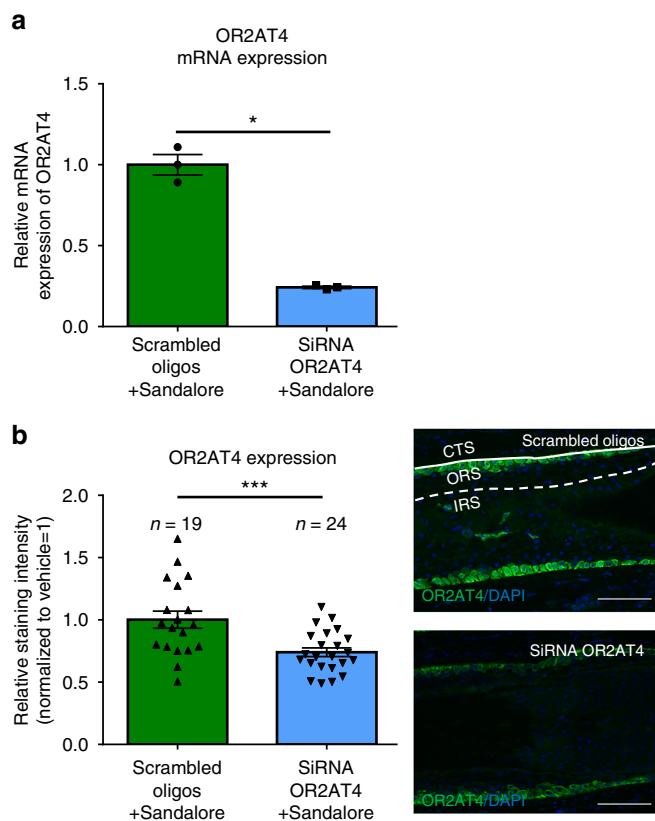 a
OR2AT4
mRNA expression
Relative mRNA
expression of OR2AT4
1.5
1.0
0.5
0.0
*
Scrambled
oligos
+Sandalore
SiRNA
OR2AT4
+Sandalore
b
OR2AT4 expression
Relative staining intensity
(normalized to vehicle=1)
2.0
1.5
1.0
0.5
0.0
***
n = 19
n = 24
Scrambled
oligos
+Sandalore
SiRNA
OR2AT4
+Sandalore
CTS
Scrambled oligos
ORS
IRS
OR2AT4/DAPI
SiRNA OR2AT4
OR2AT4/DAPI